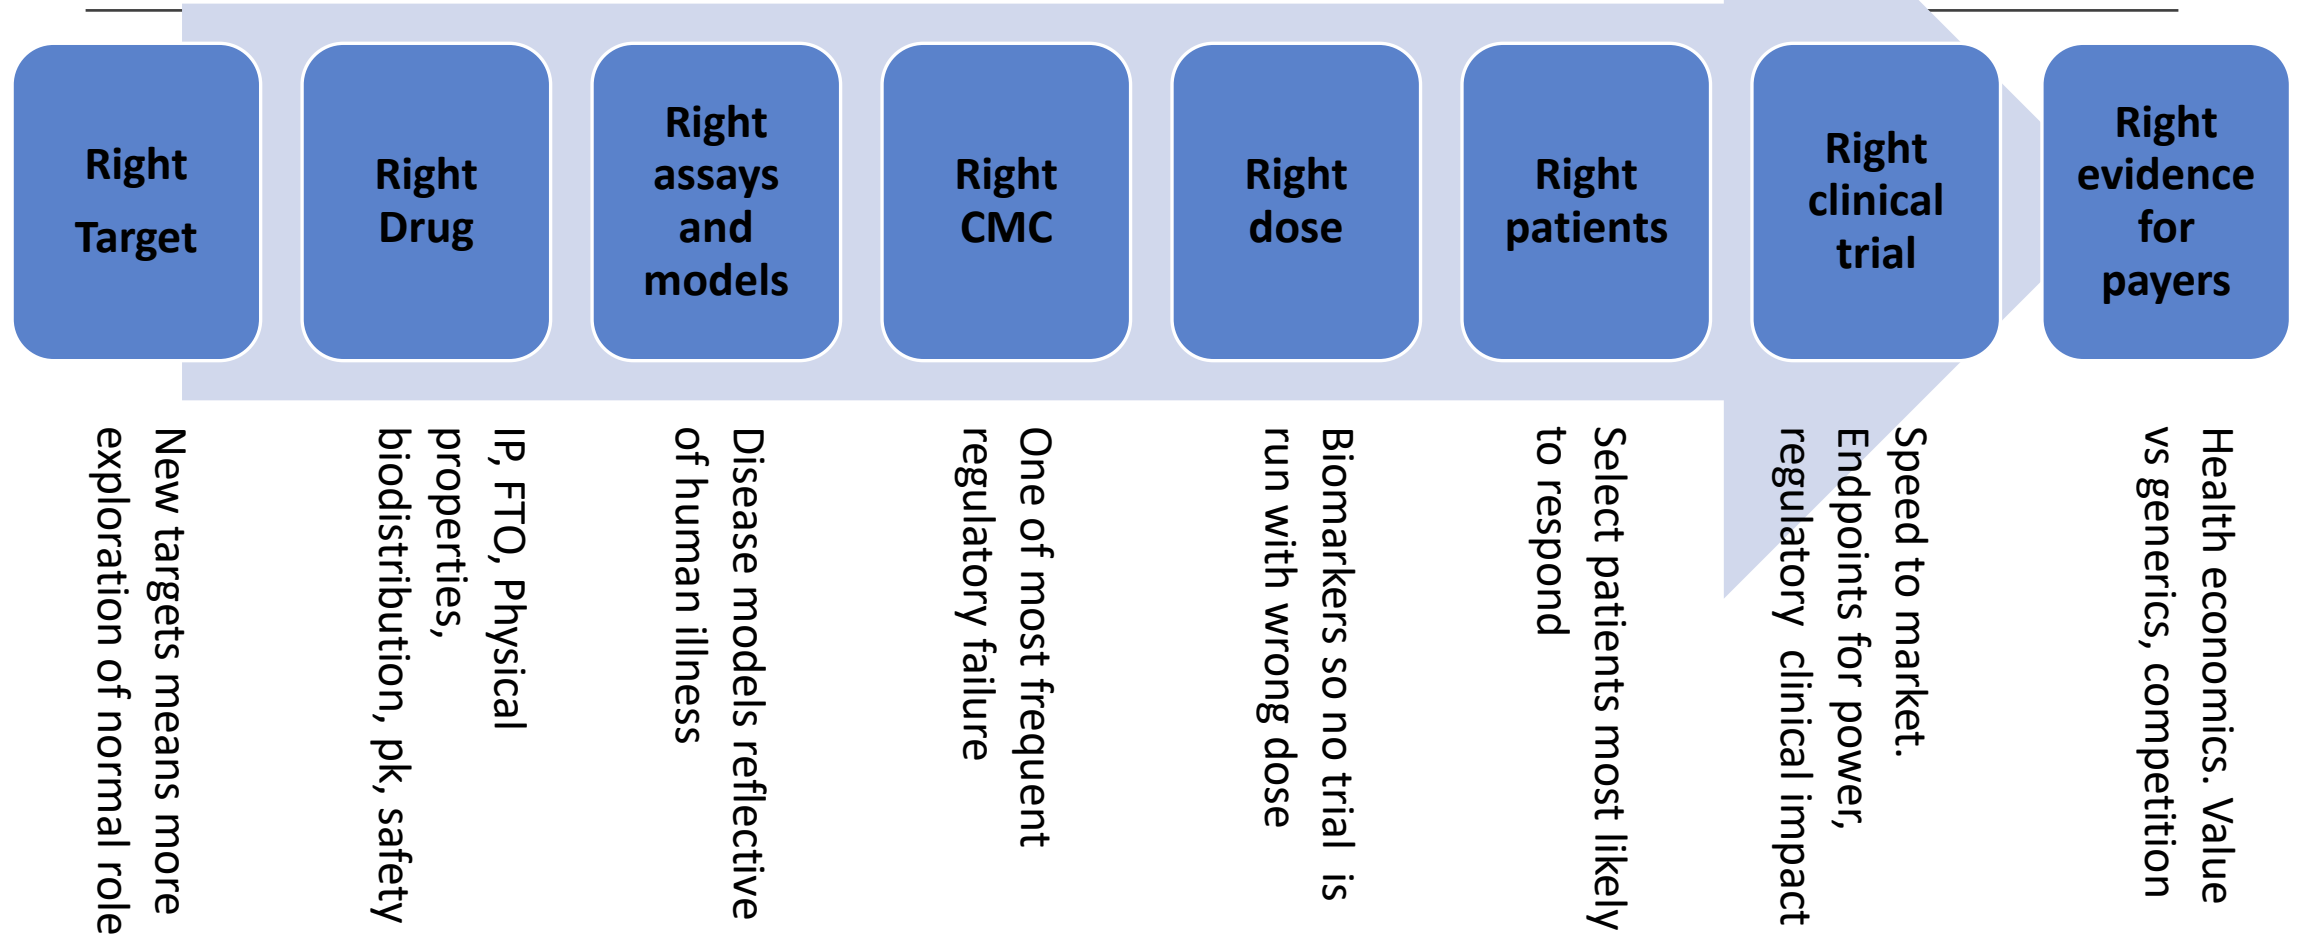 Right
Target
Right
Drug
Right
assays
and
models
Right
CMC
Right
dose
Right
patients
Right
clinical
trial
Right
evidence
for
payers
New targets means more
exploration of normal role
IP, FTO, Physical
properties,
biodistribution, pk, safety
Disease models reflective
of human illness
One of most frequent
regulatory failure
Biomarkers so no trial is
run with wrong dose
Select patients most likely
to respond
Speed to market.
Endpoints for power,
regulatory clinical impact
Health economics. Value
vs generics, competition